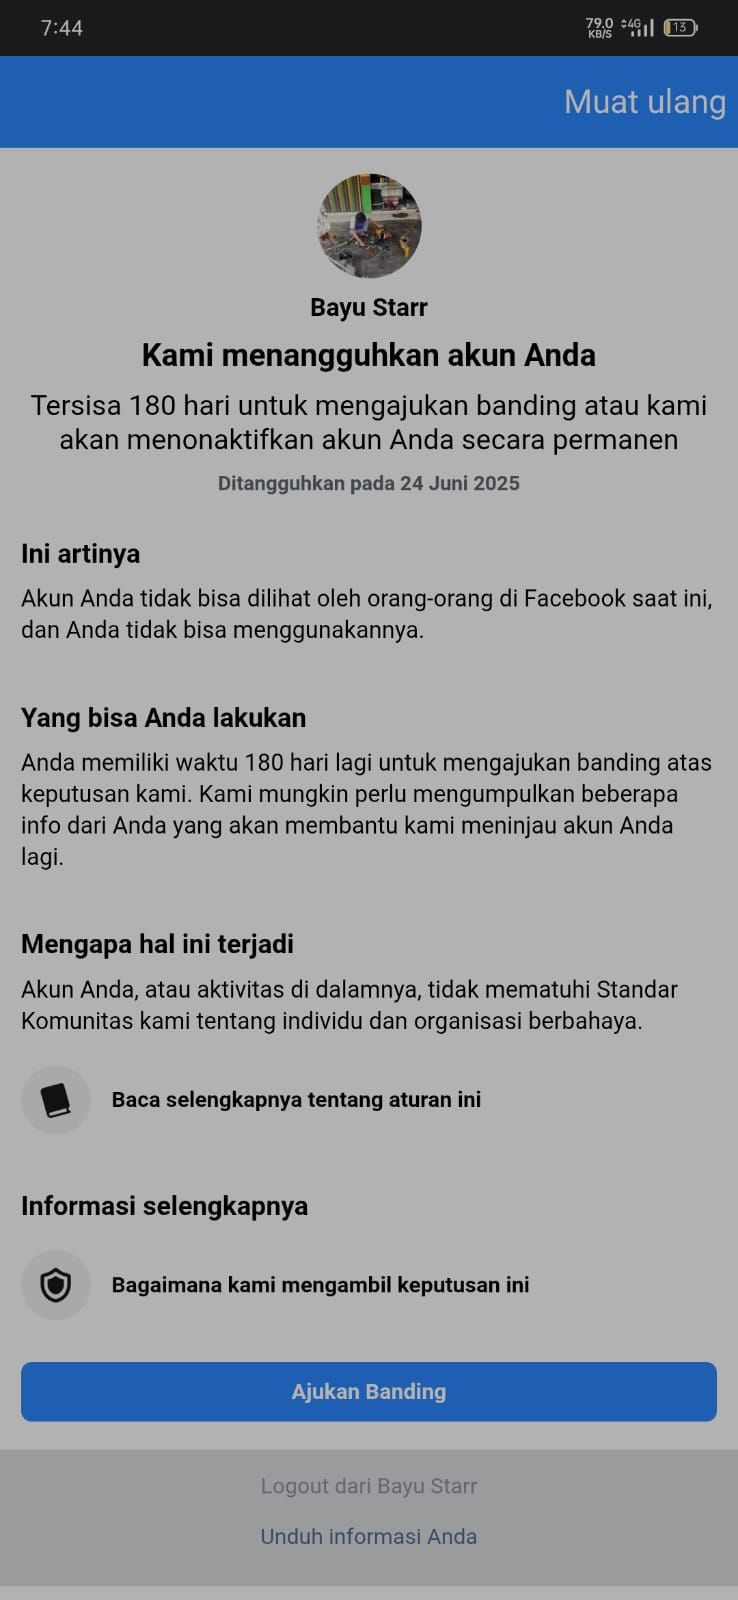 7:44
79.0
KB/S
4G
13
Muat ulang
Bayu Starr
Kami menangguhkan akun Anda
Tersisa 180 hari untuk mengajukan banding atau kami
akan menonaktifkan akun Anda secara permanen
Ditangguhkan pada 24 Juni 2025
Ini artinya
Akun Anda tidak bisa dilihat oleh orang-orang di Facebook saat ini,
dan Anda tidak bisa menggunakannya.
Yang bisa Anda lakukan
Anda memiliki waktu 180 hari lagi untuk mengajukan banding atas
keputusan kami. Kami mungkin perlu mengumpulkan beberapa
info dari Anda yang akan membantu kami meninjau akun Anda
lagi.
Mengapa hal ini terjadi
Akun Anda, atau aktivitas di dalamnya, tidak mematuhi Standar
Komunitas kami tentang individu dan organisasi berbahaya.
Baca selengkapnya tentang aturan ini
Informasi selengkapnya
Bagaimana kami mengambil keputusan ini
Ajukan Banding
Logout dari Bayu Starr
Unduh informasi Anda